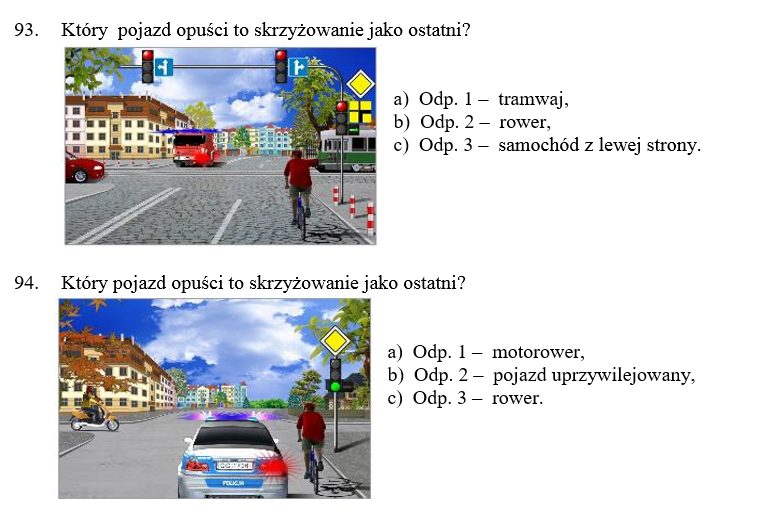 93. Który pojazd opuści to skrzyżowanie jako ostatni?
a) Odp. 1 – tramwaj,
b) Odp. 2 – rower,
c) Odp. 3 – samochód z lewej strony.
94. Który pojazd opuści to skrzyżowanie jako ostatni?
a) Odp. 1 – motorower,
b) Odp. 2 – pojazd uprzywilejowany,
c) Odp. 3 – rower.
POLICJA